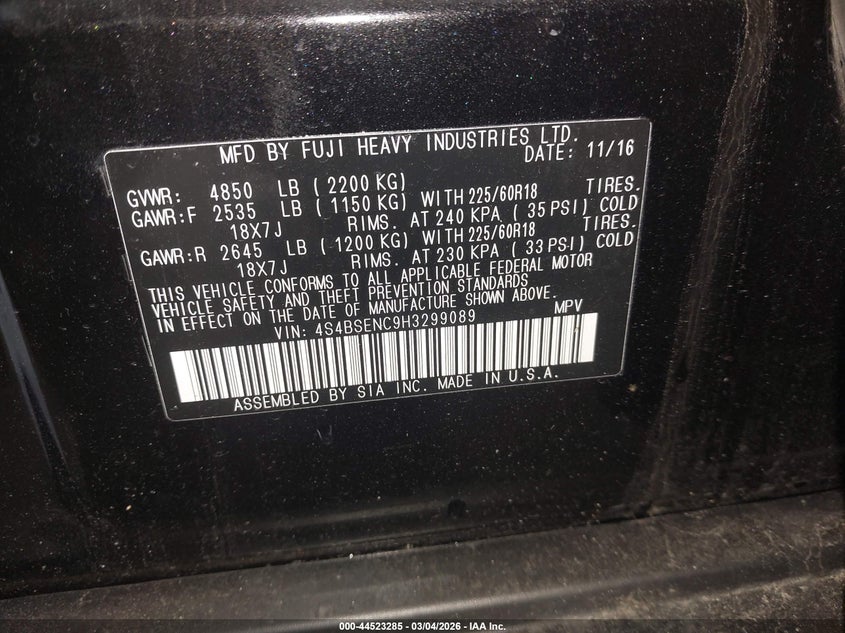 MFD BY FUJI HEAVY INDUSTRIES LTD.
DATE: 11/16
GVWR: 4850 LB ( 2200 KG)
GAWR:F 2535 LB ( 1150 KG) WITH 225/60R18 TIRES.
18X7J RIMS. AT 240 KPA ( 35 PSI) COLD
GAWR:R 2645 LB ( 1200 KG) WITH 225/60R18 TIRES.
18X7J RIMS. AT 230 KPA ( 33 PSI) COLD
THIS VEHICLE CONFORMS TO ALL APPLICABLE FEDERAL MOTOR
VEHICLE SAFETY AND THEFT PREVENTION STANDARDS
IN EFFECT ON THE DATE OF MANUFACTURE SHOWN ABOVE.
VIN: 4S4BSENC9H3299089 MPV
ASSEMBLED BY SIA INC. MADE IN U.S.A.
000-44523285 - 03/04/2026 - IAA Inc.